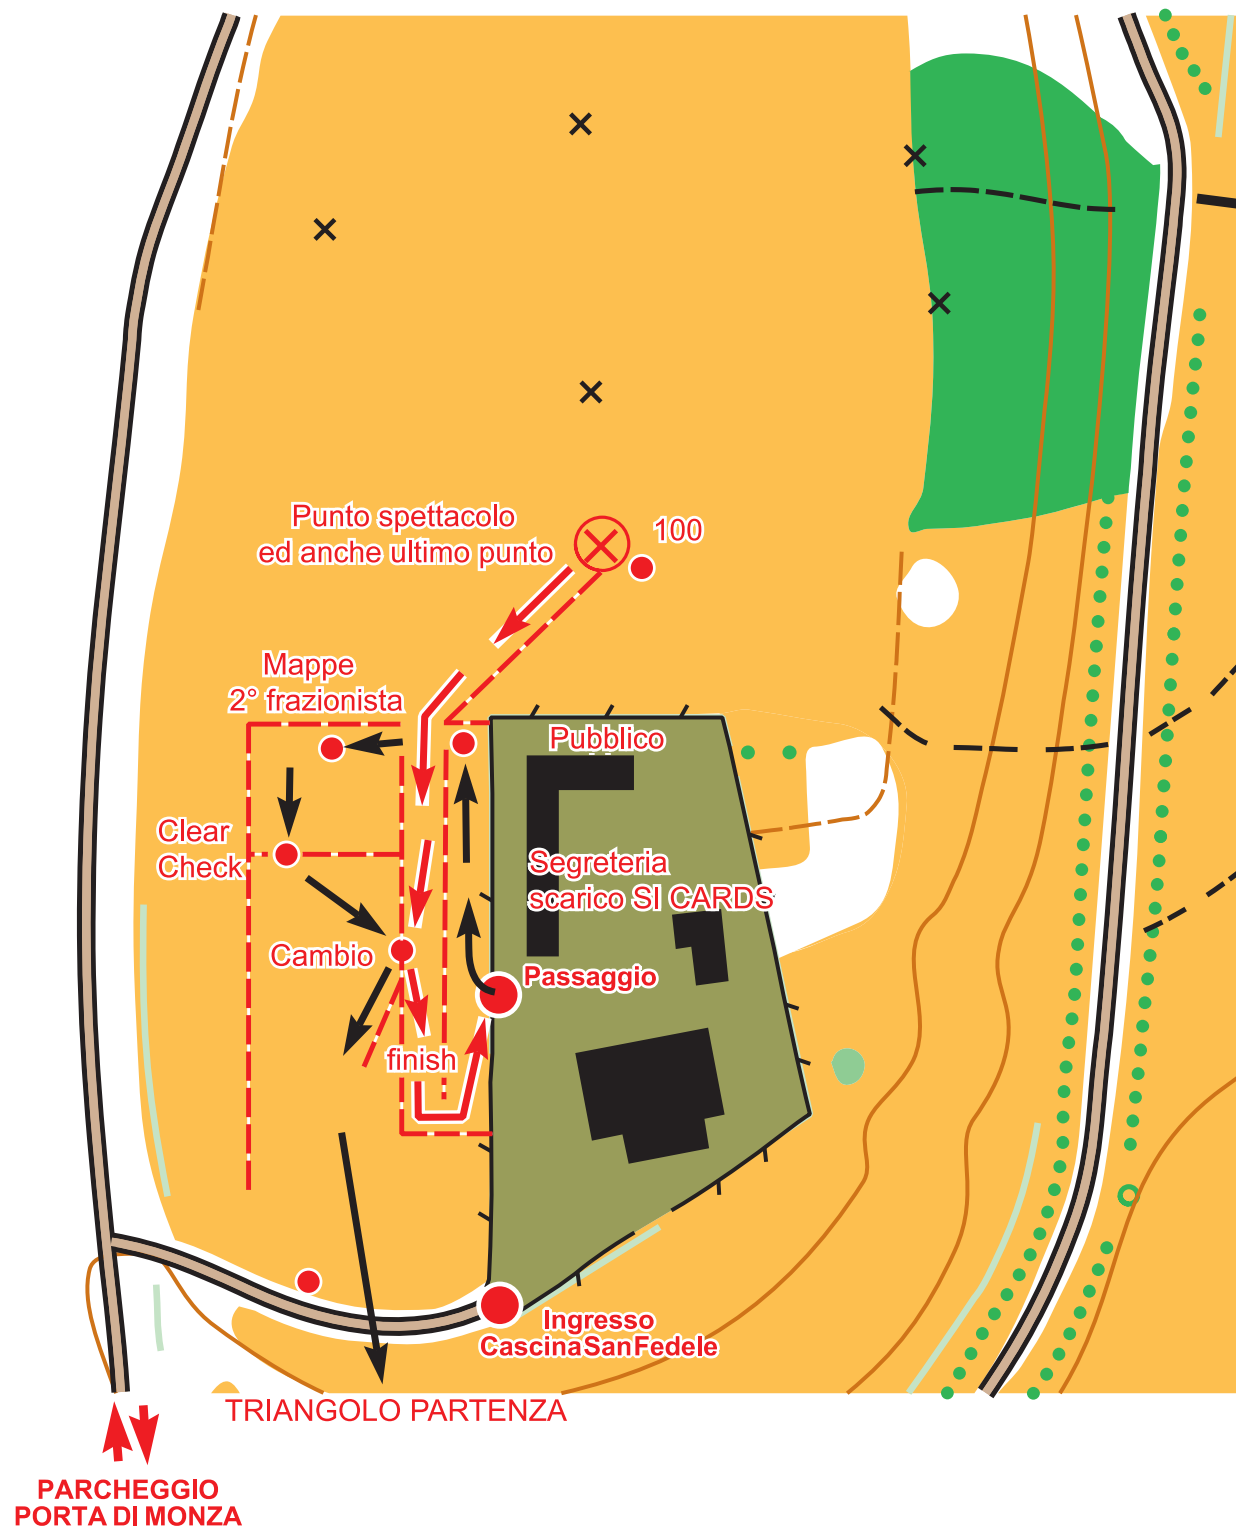 Punto spettacolo
ed anche ultimo punto
100
Mappe
2° frazionista
Pubblico
Clear
Check
Segreteria
scarico SI CARDS
Cambio
Passaggio
finish
Ingresso
CascinaSanFedele
TRIANGOLO PARTENZA
PARCHEGGIO
PORTA DI MONZA